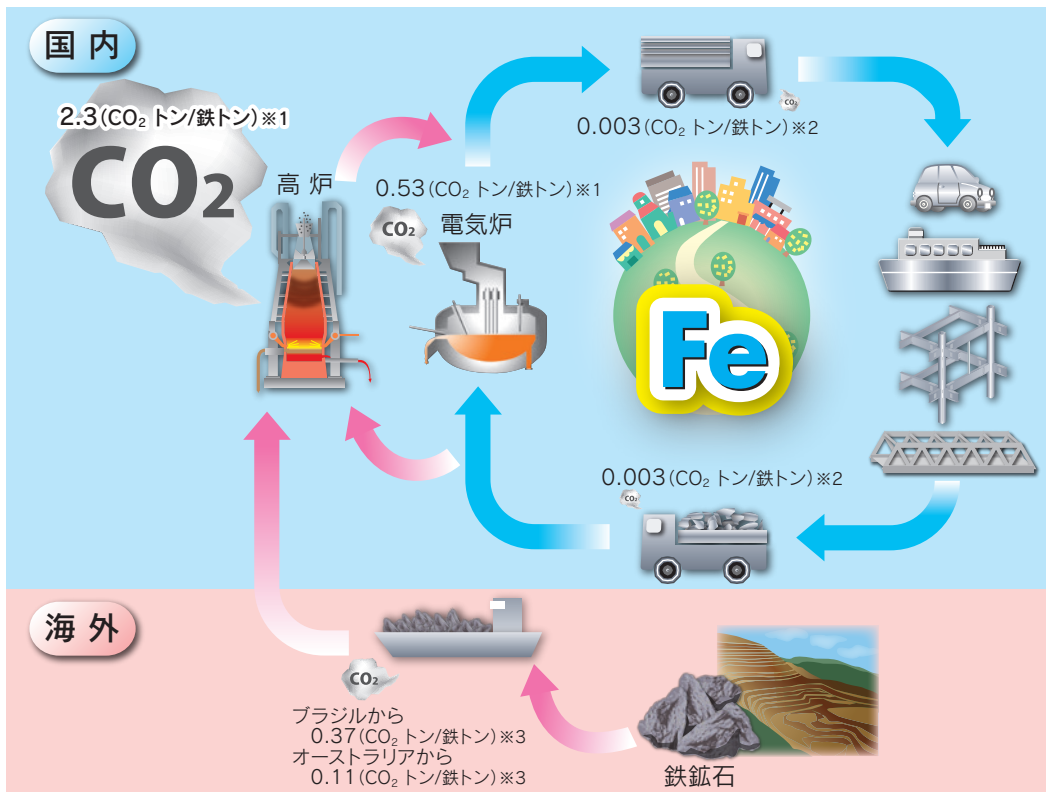 国内
2.3(CO₂ トン/鉄トン)※1
CO₂
高炉
0.53(CO₂ トン/鉄トン)※1
CO₂
電気炉
CO₂
0.003(CO₂ トン/鉄トン)※2
Fe
0.003(CO₂ トン/鉄トン)※2
CO₂
海外
CO₂
ブラジルから
0.37(CO₂ トン/鉄トン)※3
オーストラリアから
0.11(CO₂ トン/鉄トン)※3
鉄鉱石